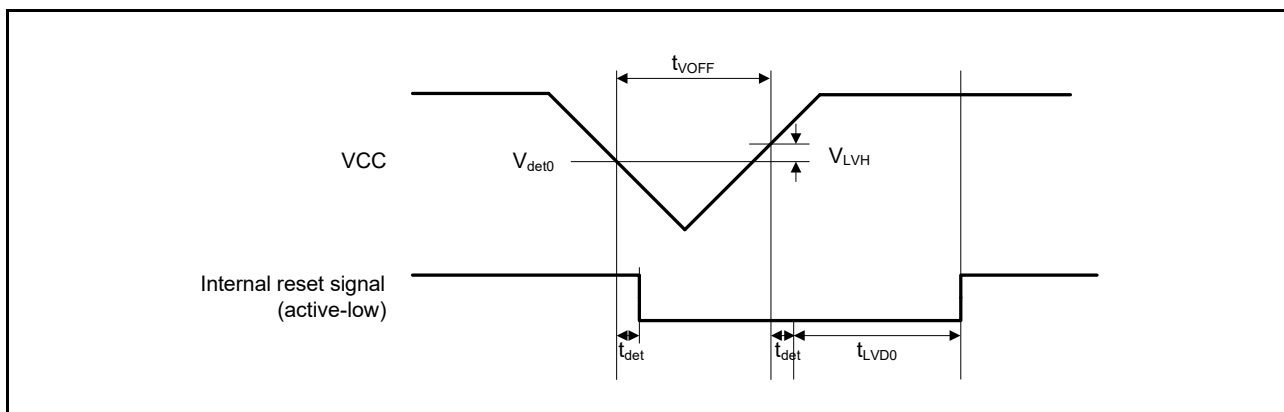 tVOFF
VCC
Vdet0
VLVH
Internal reset signal
(active-low)
tdet
tdet
tLVD0